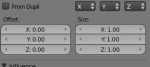 From Dupli X Y Z
Offset: Size:
X: 0.00 X: 1.00
Y: 0.00 Y: 1.00
Z: 0.00 Z: 1.00
Influence